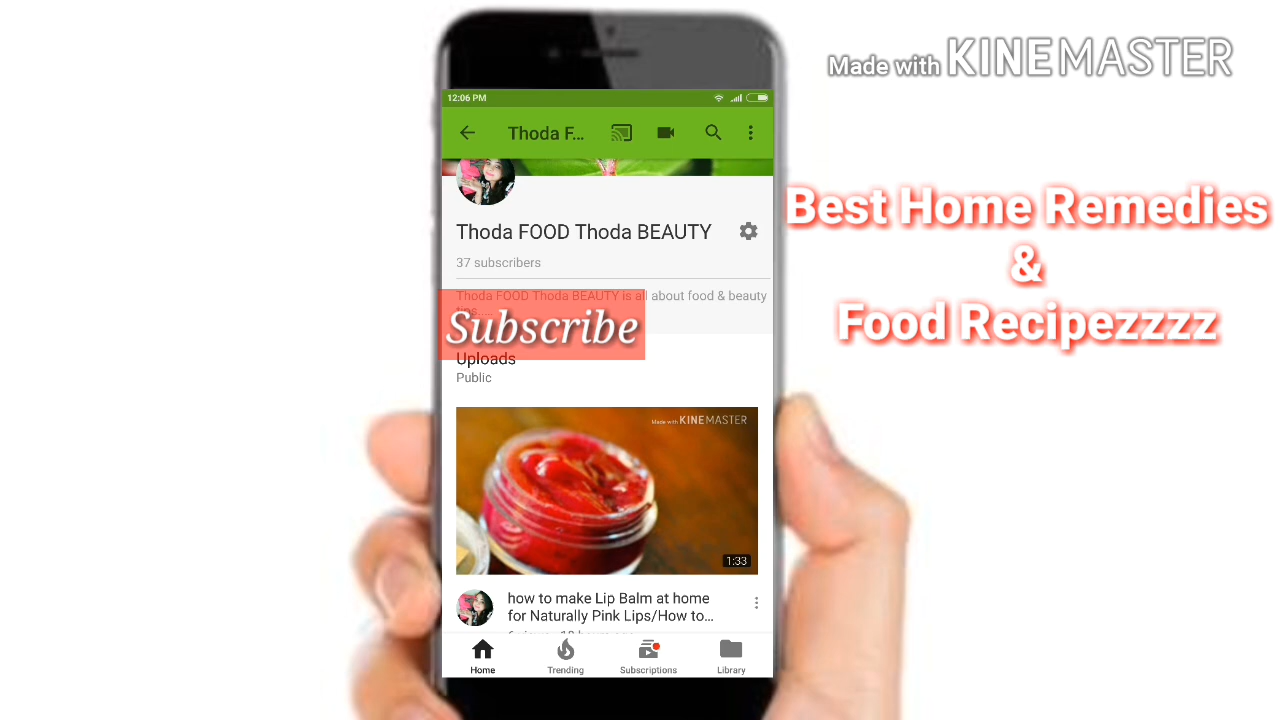 Made with KINEMASTER
12:06 PM
Thoda F...
Thoda FOOD Thoda BEAUTY
37 subscribers
Thoda FOOD Thoda BEAUTY is all about food & beauty
tips.....
Subscribe
Uploads
Public
Made with KINEMASTER
1:33
how to make Lip Balm at home
for Naturally Pink Lips/How to...
Home Trending Subscriptions Library
Best Home Remedies
&
Food Recipezzzz